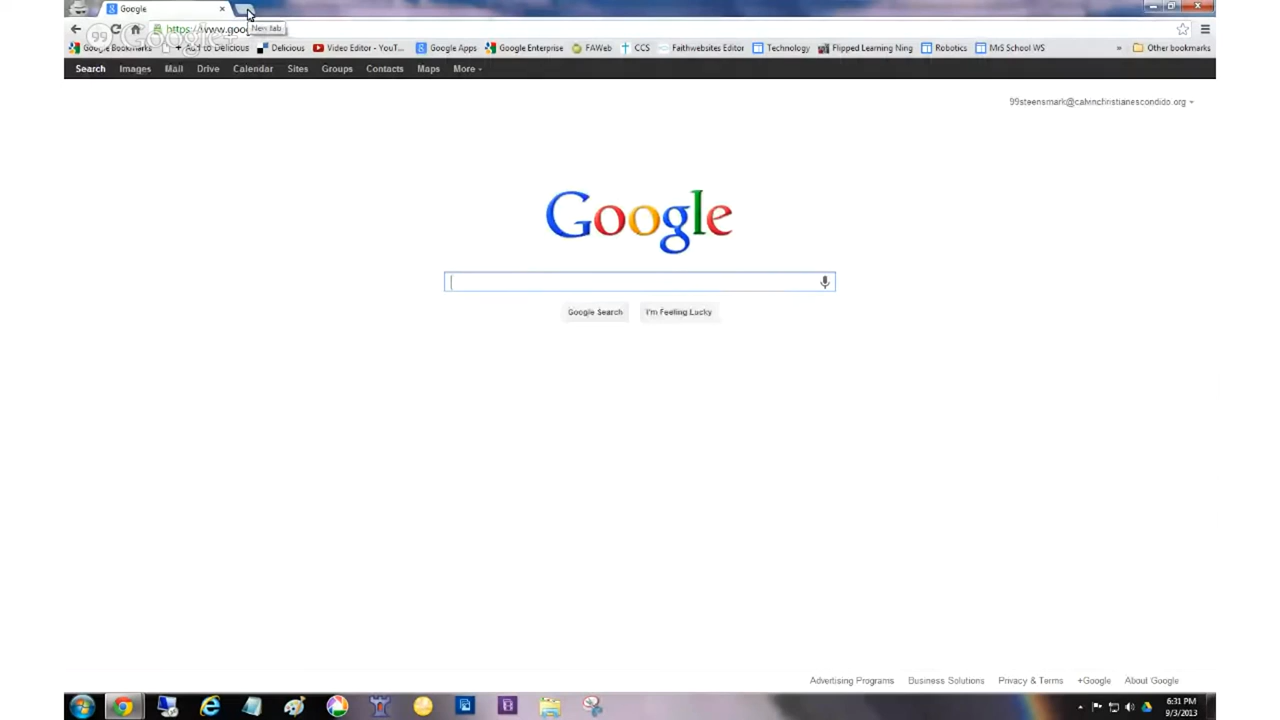 Google
New tab
https://www.goo
Google Bookmarks Add to Delicious Delicious Video Editor - YouT... Google Apps Google Enterprise FAWeb CCS Faithwebsites Editor Technology Flipped Learning Ning Robotics MrS School WS » Other bookmarks
Search Images Mail Drive Calendar Sites Groups Contacts Maps More
99steensmark@calvinchristianescondido.org
Google
Google Search I'm Feeling Lucky
Advertising Programs Business Solutions Privacy & Terms +Google About Google
6:31 PM
9/3/2013